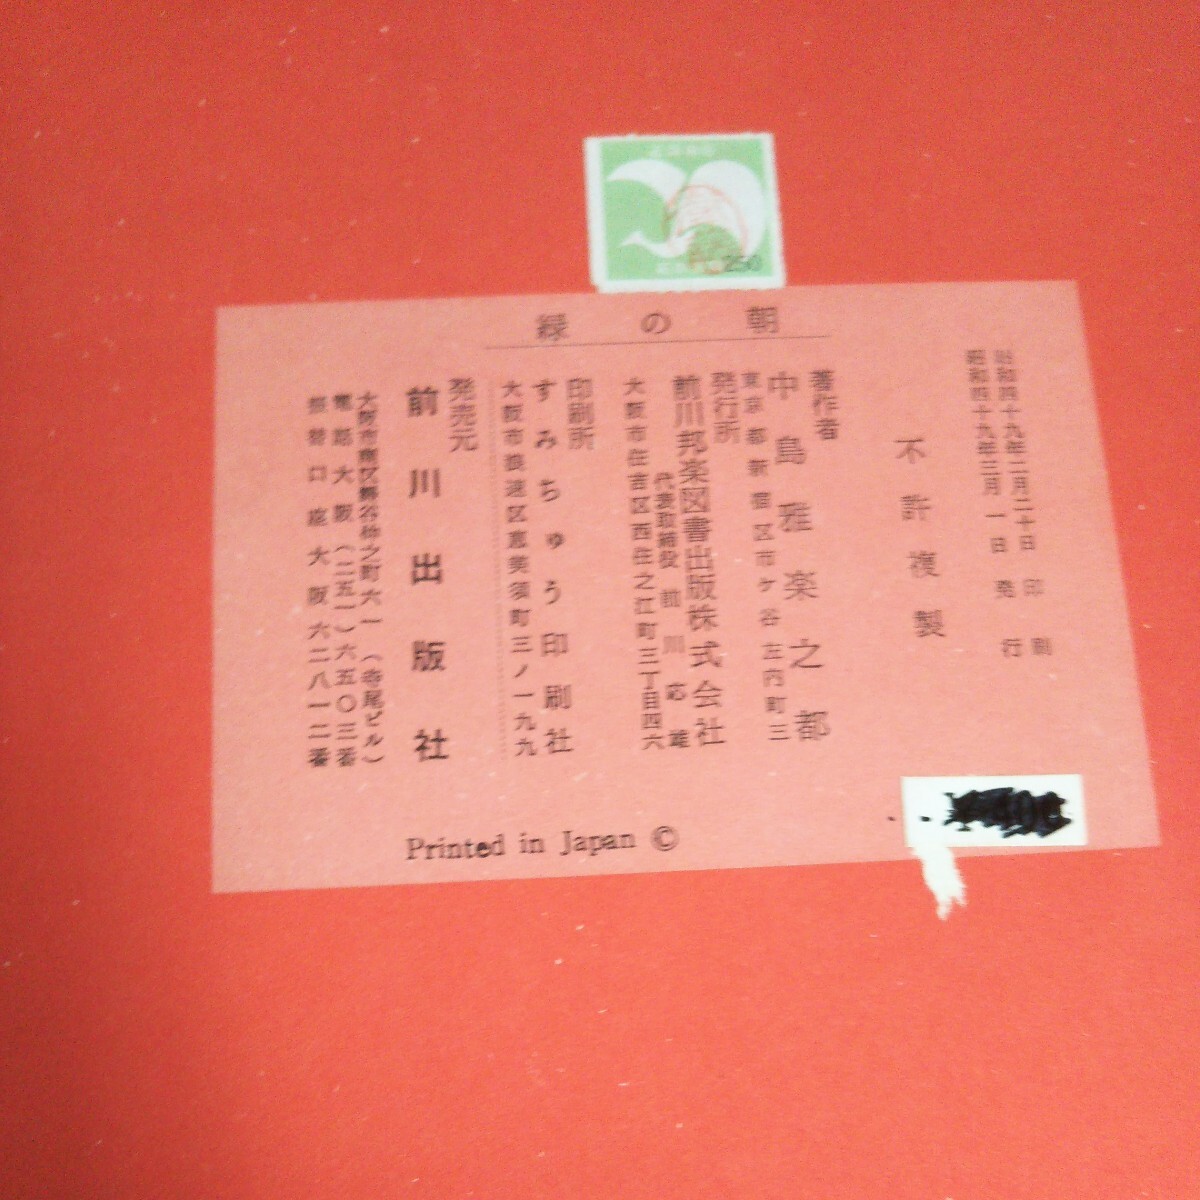 昭和四十九年二月二十日 印刷
昭和四十九年三月一日 発行
不許複製
緑の朝
著作者
中島雅楽之都
東京都新宿区市ケ谷左内町三
発行所
前川邦楽図書出版株式会社
代表取締役 前川応雄
大阪市住吉区西住之江町三丁目四六
印刷所
すみちゅう印刷社
大阪市浪速区恵美須町三ノ一九九
発売元
前川出版社
大阪市南区鰻谷仲之町六一(寺尾ビル)
電話大阪(二五一)六五〇三番
振替口座大阪六二八一二番
Printed in Japan ©
250